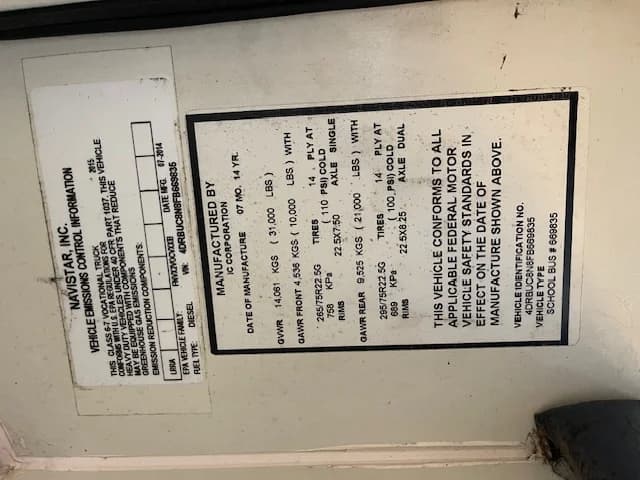 NAVISTAR, INC.
VEHICLE EMISSIONS CONTROL INFORMATION
THIS CLASS 6-7 VOCATIONAL TRUCK 2015
CONFORMS WITH U.S. EPA REGULATIONS FOR
HEAVY DUTY VEHICLES UNDER 40 CFR PART 1037. THIS VEHICLE
MAY BE EQUIPPED WITH COMPONENTS THAT REDUCE
GREENHOUSE GAS EMISSIONS
EMISSION REDUCTION COMPONENTS:
EPA VEHICLE FAMILY: DATE MFG. 07-2014
FUEL TYPE: DIESEL VIN: 4DRBUC8N8FB669835
MANUFACTURED BY
IC CORPORATION
DATE OF MANUFACTURE 07 MO. 14 YR.
GVWR 14,061 KGS ( 31,000 LBS )
GAWR FRONT 4,536 KGS ( 10,000 LBS ) WITH
265/75R22.5G TIRES 14 PLY AT
758 KPa ( 110 PSI) COLD
RIMS 22.5X7.50 AXLE SINGLE
GAWR REAR 9,525 KGS ( 21,000 LBS ) WITH
295/75R22.5G TIRES 14 PLY AT
689 KPa ( 100 PSI) COLD
RIMS 22.5X8.25 AXLE DUAL
THIS VEHICLE CONFORMS TO ALL
APPLICABLE FEDERAL MOTOR
VEHICLE SAFETY STANDARDS IN
EFFECT ON THE DATE OF
MANUFACTURE SHOWN ABOVE.
VEHICLE IDENTIFICATION NO.
4DRBUC8N8FB669835
VEHICLE TYPE
SCHOOL BUS # 669835